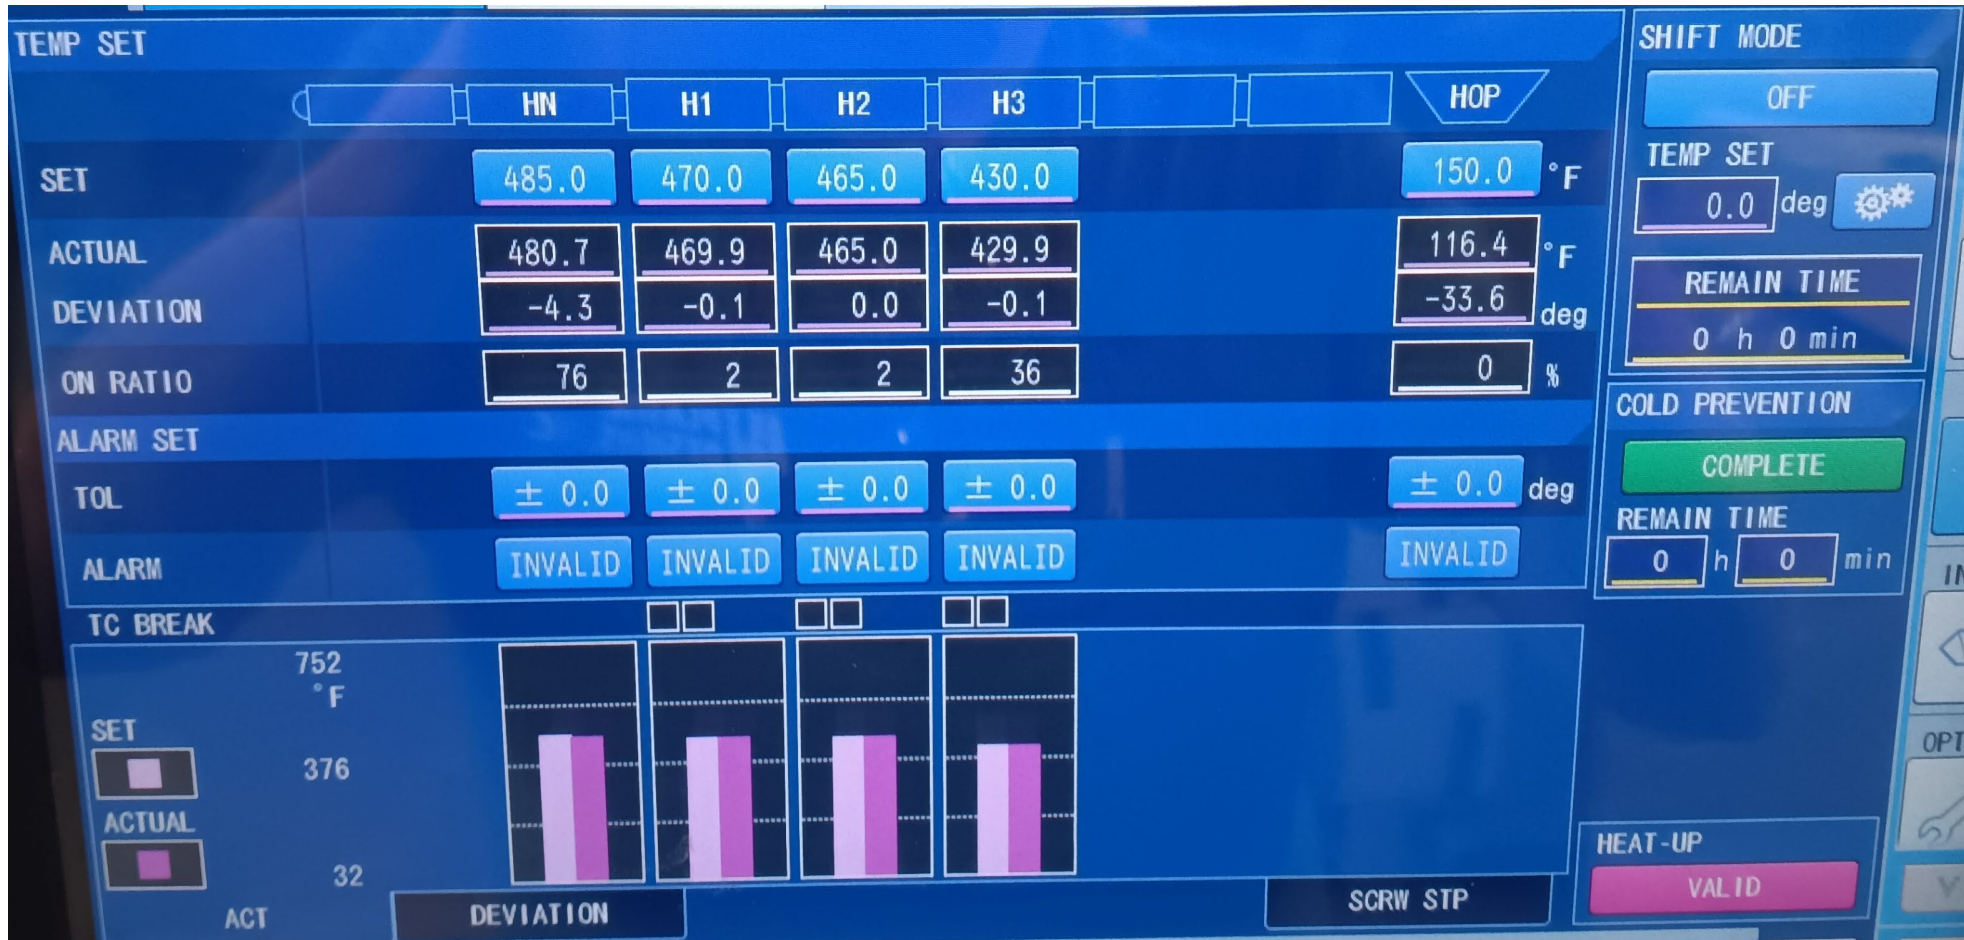 TEMP SET
HN H1 H2 H3 HOP
SET 485.0 470.0 465.0 430.0 150.0 °F
ACTUAL 480.7 469.9 465.0 429.9 116.4 °F
DEVIATION -4.3 -0.1 0.0 -0.1 -33.6 deg
ON RATIO 76 2 2 36 0 %
ALARM SET
TOL ± 0.0 ± 0.0 ± 0.0 ± 0.0 ± 0.0 deg
ALARM INVALID INVALID INVALID INVALID INVALID
TC BREAK
752
°F
SET
376
ACTUAL
32
ACT DEVIATION SCRW STP
SHIFT MODE
OFF
TEMP SET
0.0 deg
REMAIN TIME
0 h 0 min
COLD PREVENTION
COMPLETE
REMAIN TIME
0 h 0 min
HEAT-UP
VALID